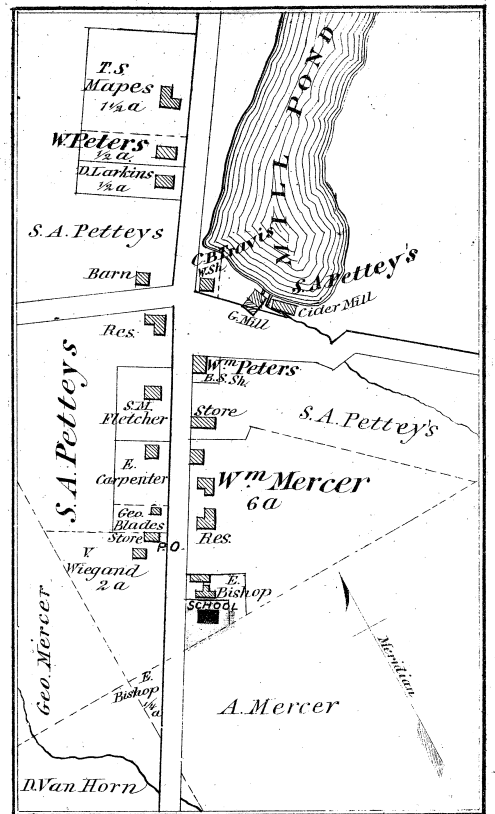 T.S.
Mapes
1½ a
W. Peters
½ a.
D. Larkins
½ a
S.A. Petteys
Barn
MILL POND
C.B. Travis
W. Sh.
S.A. Pettey's
G. Mill
Cider Mill
Res.
Wm Peters
B.S. Sh.
S.A. Petteys
S.M.
Fletcher
Store
S.A. Pettey's
E.
Carpenter
Wm Mercer
6 a
Geo.
Blades
Store
P.O.
Res.
V.
Wiegand
2 a
E.
Bishop
SCHOOL
Geo. Mercer
E.
Bishop
¼
a
A. Mercer
Meridian
D. Van Horn